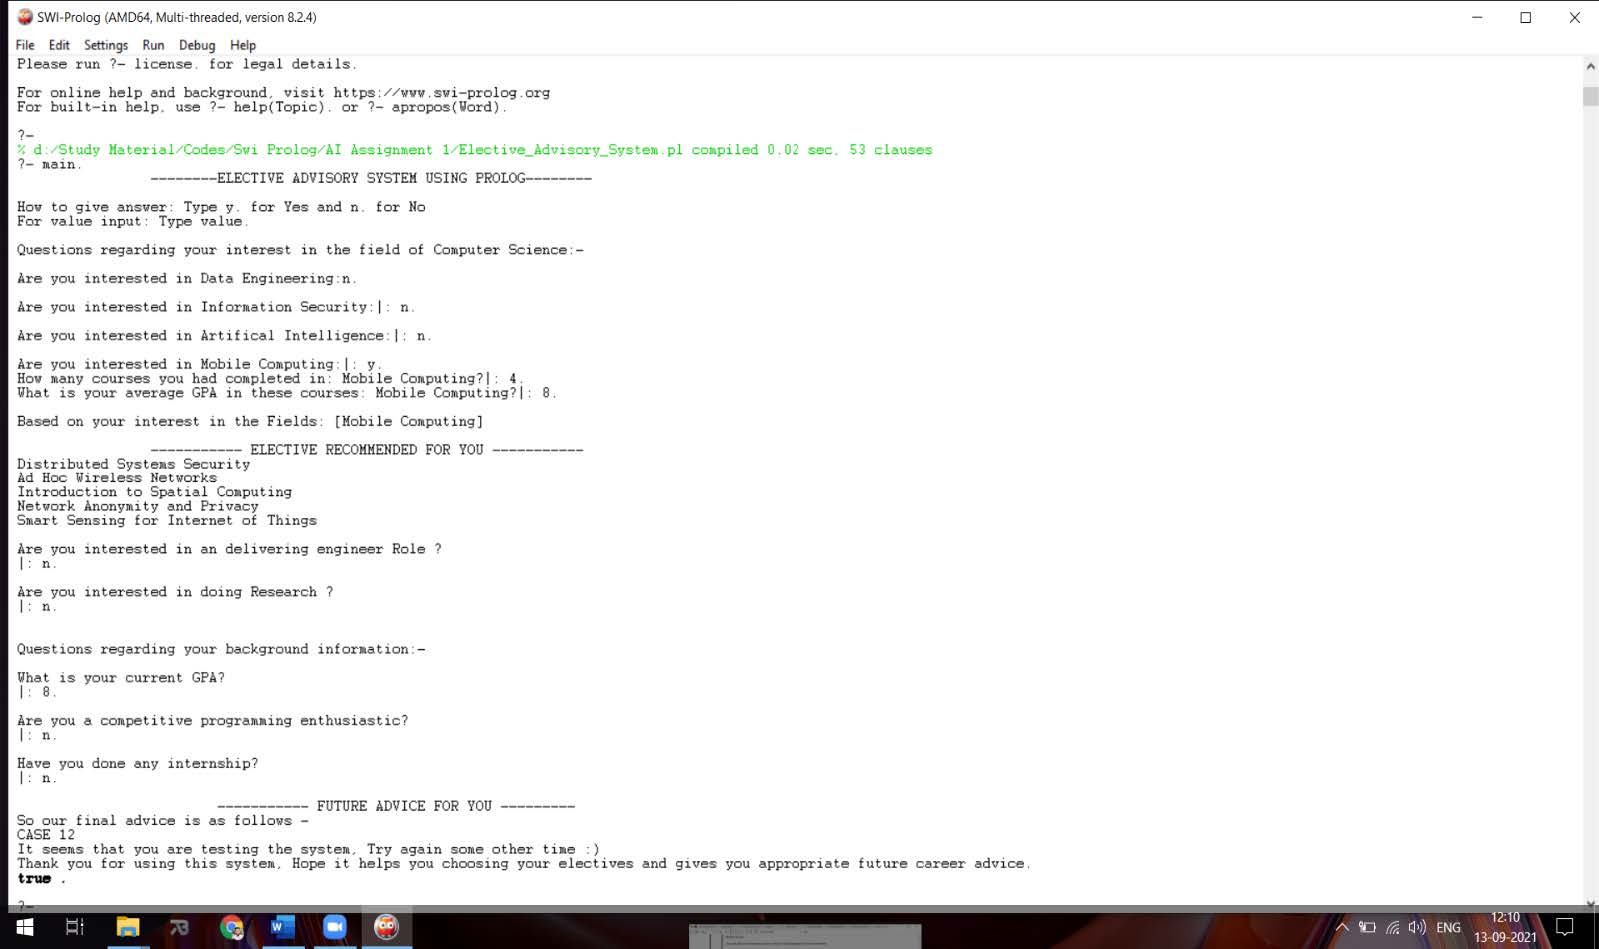 SWI-Prolog (AMD64, Multi-threaded, version 8.2.4)
File Edit Settings Run Debug Help
Please run ?- license. for legal details.
For online help and background, visit https://www.swi-prolog.org
For built-in help, use ?- help(Topic). or ?- apropos(Word).
?-
% d:/Study Material/Codes/Swi Prolog/AI Assignment 1/Elective_Advisory_System.pl compiled 0.02 sec, 53 clauses
?- main.
--------ELECTIVE ADVISORY SYSTEM USING PROLOG--------
How to give answer: Type y. for Yes and n. for No
For value input: Type value.
Questions regarding your interest in the field of Computer Science:-
Are you interested in Data Engineering:n.
Are you interested in Information Security:|: n.
Are you interested in Artifical Intelligence:|: n.
Are you interested in Mobile Computing:|: y.
How many courses you had completed in: Mobile Computing?|: 4.
What is your average GPA in these courses: Mobile Computing?|: 8.
Based on your interest in the Fields: [Mobile Computing]
----------- ELECTIVE RECOMMENDED FOR YOU -----------
Distributed Systems Security
Ad Hoc Wireless Networks
Introduction to Spatial Computing
Network Anonymity and Privacy
Smart Sensing for Internet of Things
Are you interested in an delivering engineer Role ?
|: n.
Are you interested in doing Research ?
|: n.
Questions regarding your background information:-
What is your current GPA?
|: 8.
Are you a competitive programming enthusiastic?
|: n.
Have you done any internship?
|: n.
----------- FUTURE ADVICE FOR YOU ---------
So our final advice is as follows -
CASE 12
It seems that you are testing the system, Try again some other time :)
Thank you for using this system, Hope it helps you choosing your electives and gives you appropriate future career advice.
true .
?-
ENG
12:10
13-09-2021